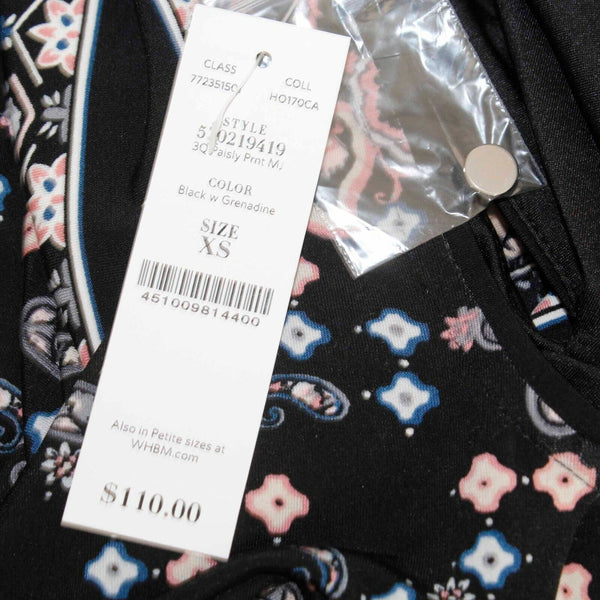 CLASS COLL
77235150 HO170CA
STYLE
570219419
3Q Paisly Prnt MJ
COLOR
Black w Grenadine
SIZE
XS
451009814400
Also in Petite sizes at
WHBM.com
$110.00